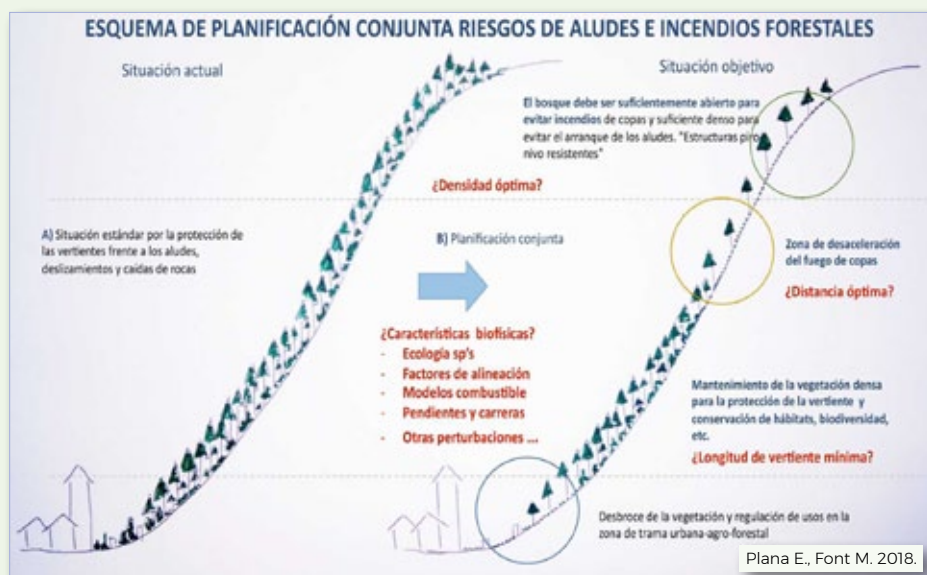 ESQUEMA DE PLANIFICACIÓN CONJUNTA RIESGOS DE ALUDES E INCENDIOS FORESTALES
Situación actual
Situación objetivo
El bosque debe ser suficientemente abierto para
evitar incendios de copas y suficiente denso para
evitar el arranque de los aludes. "Estructuras piro
nivo resistentes"
¿Densidad óptima?
A) Situación estándar por la protección de
las vertientes frente a los aludes,
deslizamientos y caídas de rocas
B) Planificación conjunta
Zona de desaceleración
del fuego de copas
¿Distancia óptima?
¿Características biofísicas?
- Ecología sp's
- Factores de alineación
- Modelos combustible
- Pendientes y carreras
- Otras perturbaciones ...
Mantenimiento de la vegetación densa
para la protección de la vertiente y
conservación de hábitats, biodiversidad,
etc.
¿Longitud de vertiente mínima?
Desbroce de la vegetación y regulación de usos en la
zona de trama urbana-agro-forestal
Plana E., Font M. 2018.